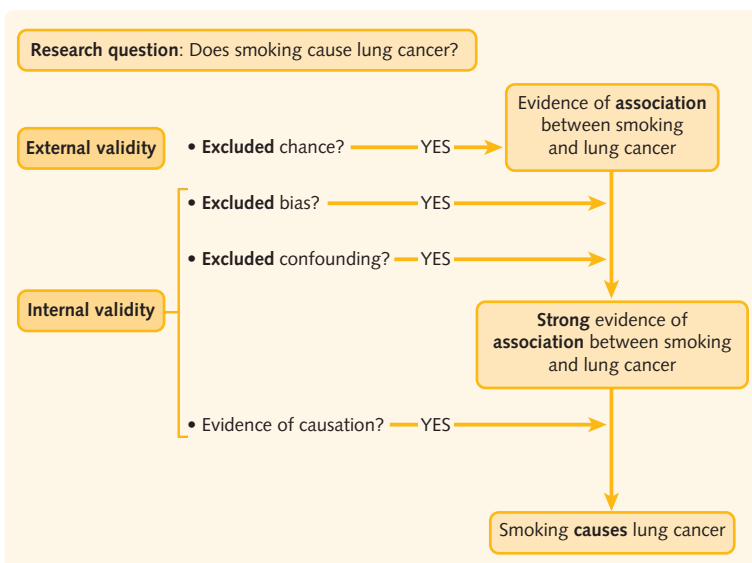 Research question: Does smoking cause lung cancer?
Evidence of association
between smoking
and lung cancer
External validity
• Excluded chance? YES
• Excluded bias? YES
• Excluded confounding? YES
Internal validity
Strong evidence of
association between smoking
and lung cancer
• Evidence of causation? YES
Smoking causes lung cancer